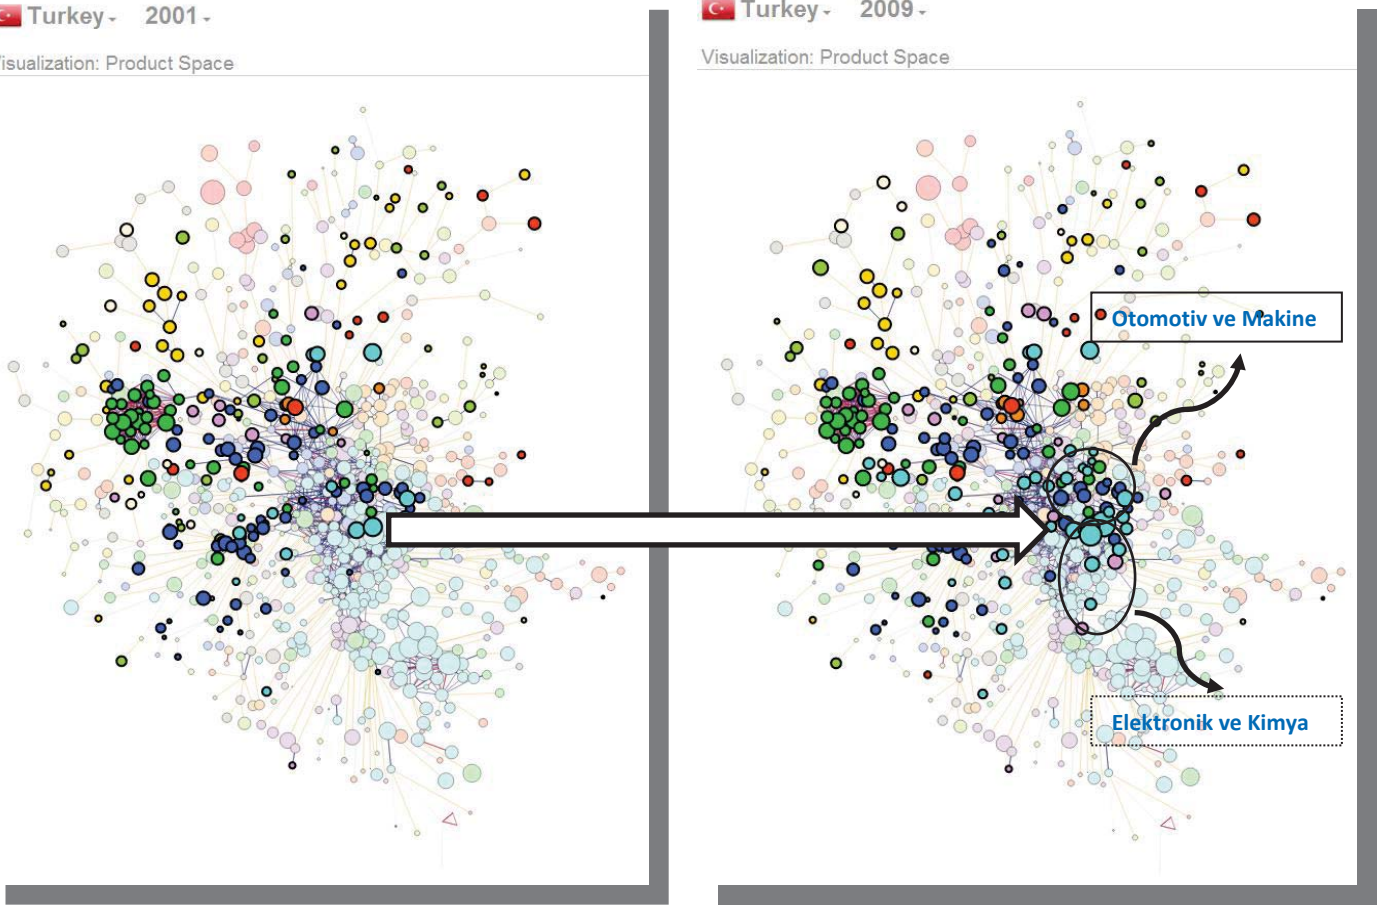 Turkey
2001
Visualization: Product Space
Turkey
2009
Visualization: Product Space
Otomotiv ve Makine
Elektronik ve Kimya